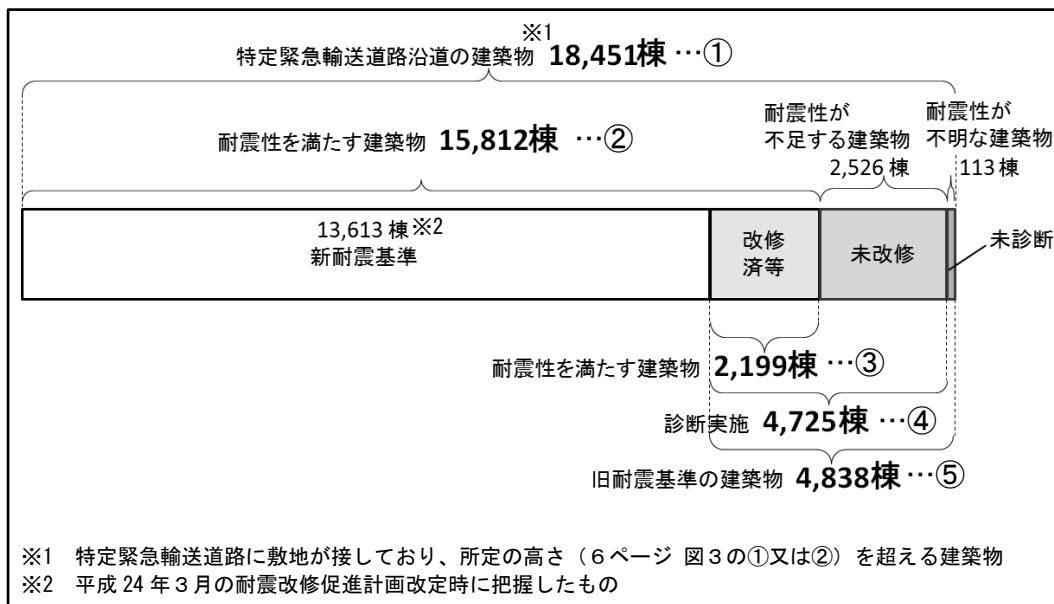 ※1
特定緊急輸送道路沿道の建築物 18,451棟 …①
耐震性を満たす建築物 15,812棟 …②
耐震性が
不足する建築物
2,526 棟
耐震性が
不明な建築物
113 棟
13,613 棟※2
新耐震基準
改修
済等
未改修
未診断
耐震性を満たす建築物 2,199棟 …③
診断実施 4,725棟 …④
旧耐震基準の建築物 4,838棟 …⑤
※1 特定緊急輸送道路に敷地が接しており、所定の高さ（６ページ 図３の①又は②）を超える建築物
※2 平成 24 年３月の耐震改修促進計画改定時に把握したもの